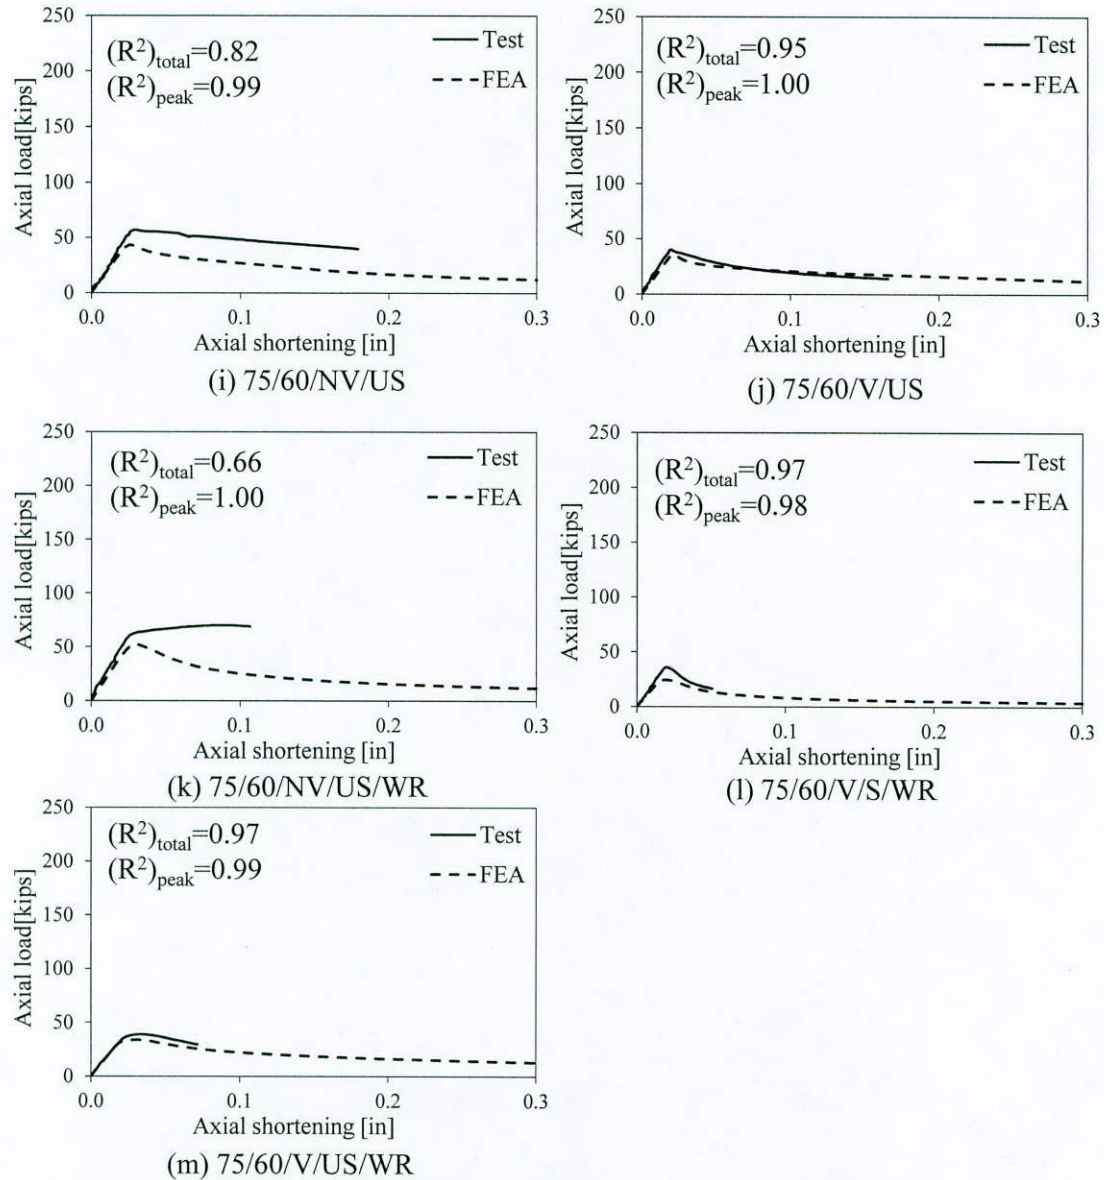 250
200
150
100
50
0
Axial load[kips]
(R²)total=0.82
(R²)peak=0.99
Test
FEA
0.0 0.1 0.2 0.3
Axial shortening [in]
(i) 75/60/NV/US
250
200
150
100
50
0
Axial load[kips]
(R²)total=0.95
(R²)peak=1.00
Test
FEA
0.0 0.1 0.2 0.3
Axial shortening [in]
(j) 75/60/V/US
250
200
150
100
50
0
Axial load[kips]
(R²)total=0.66
(R²)peak=1.00
Test
FEA
0.0 0.1 0.2 0.3
Axial shortening [in]
(k) 75/60/NV/US/WR
250
200
150
100
50
0
Axial load[kips]
(R²)total=0.97
(R²)peak=0.98
Test
FEA
0.0 0.1 0.2 0.3
Axial shortening [in]
(l) 75/60/V/S/WR
250
200
150
100
50
0
Axial load[kips]
(R²)total=0.97
(R²)peak=0.99
Test
FEA
0.0 0.1 0.2 0.3
Axial shortening [in]
(m) 75/60/V/US/WR